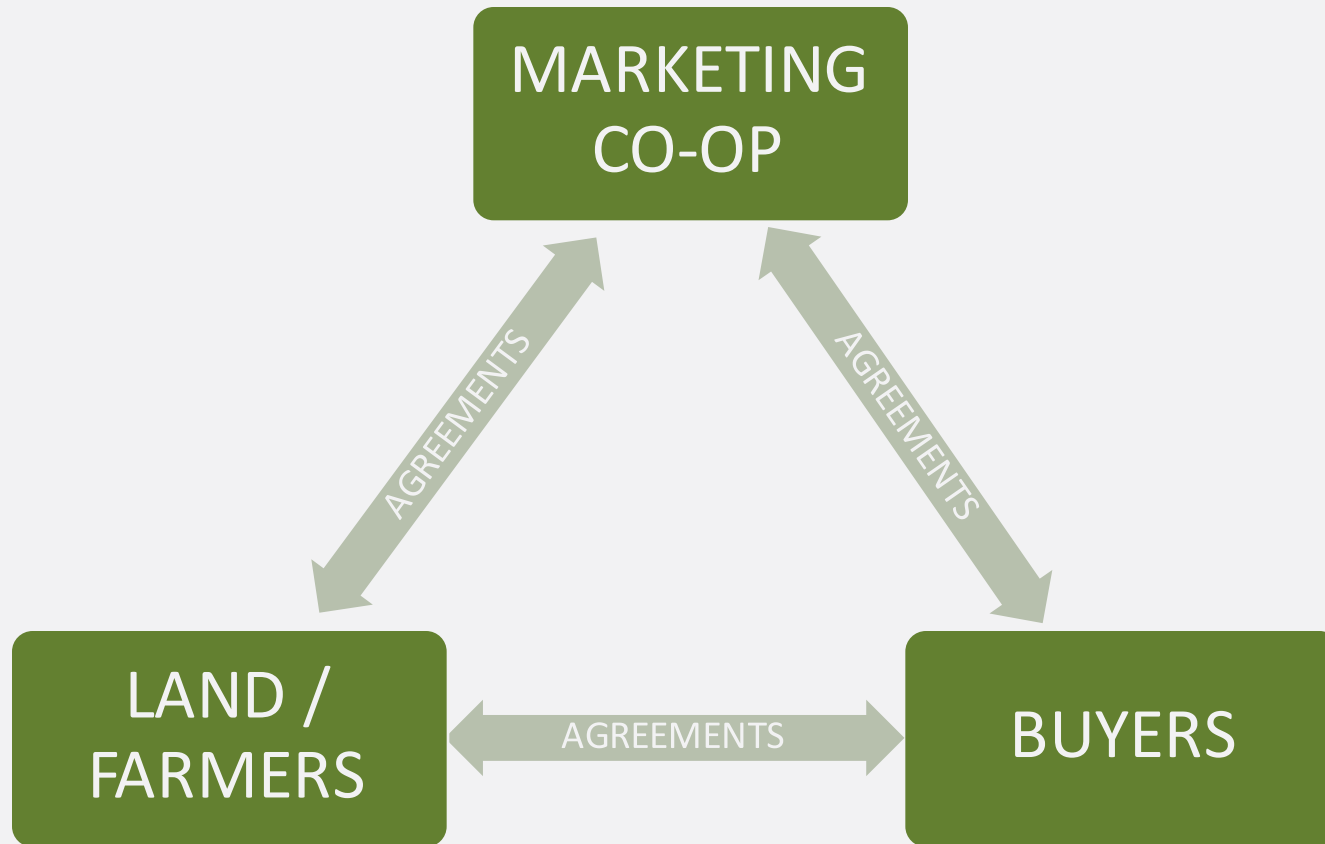 MARKETING
CO-OP
AGREEMENTS
AGREEMENTS
LAND /
FARMERS
AGREEMENTS
BUYERS